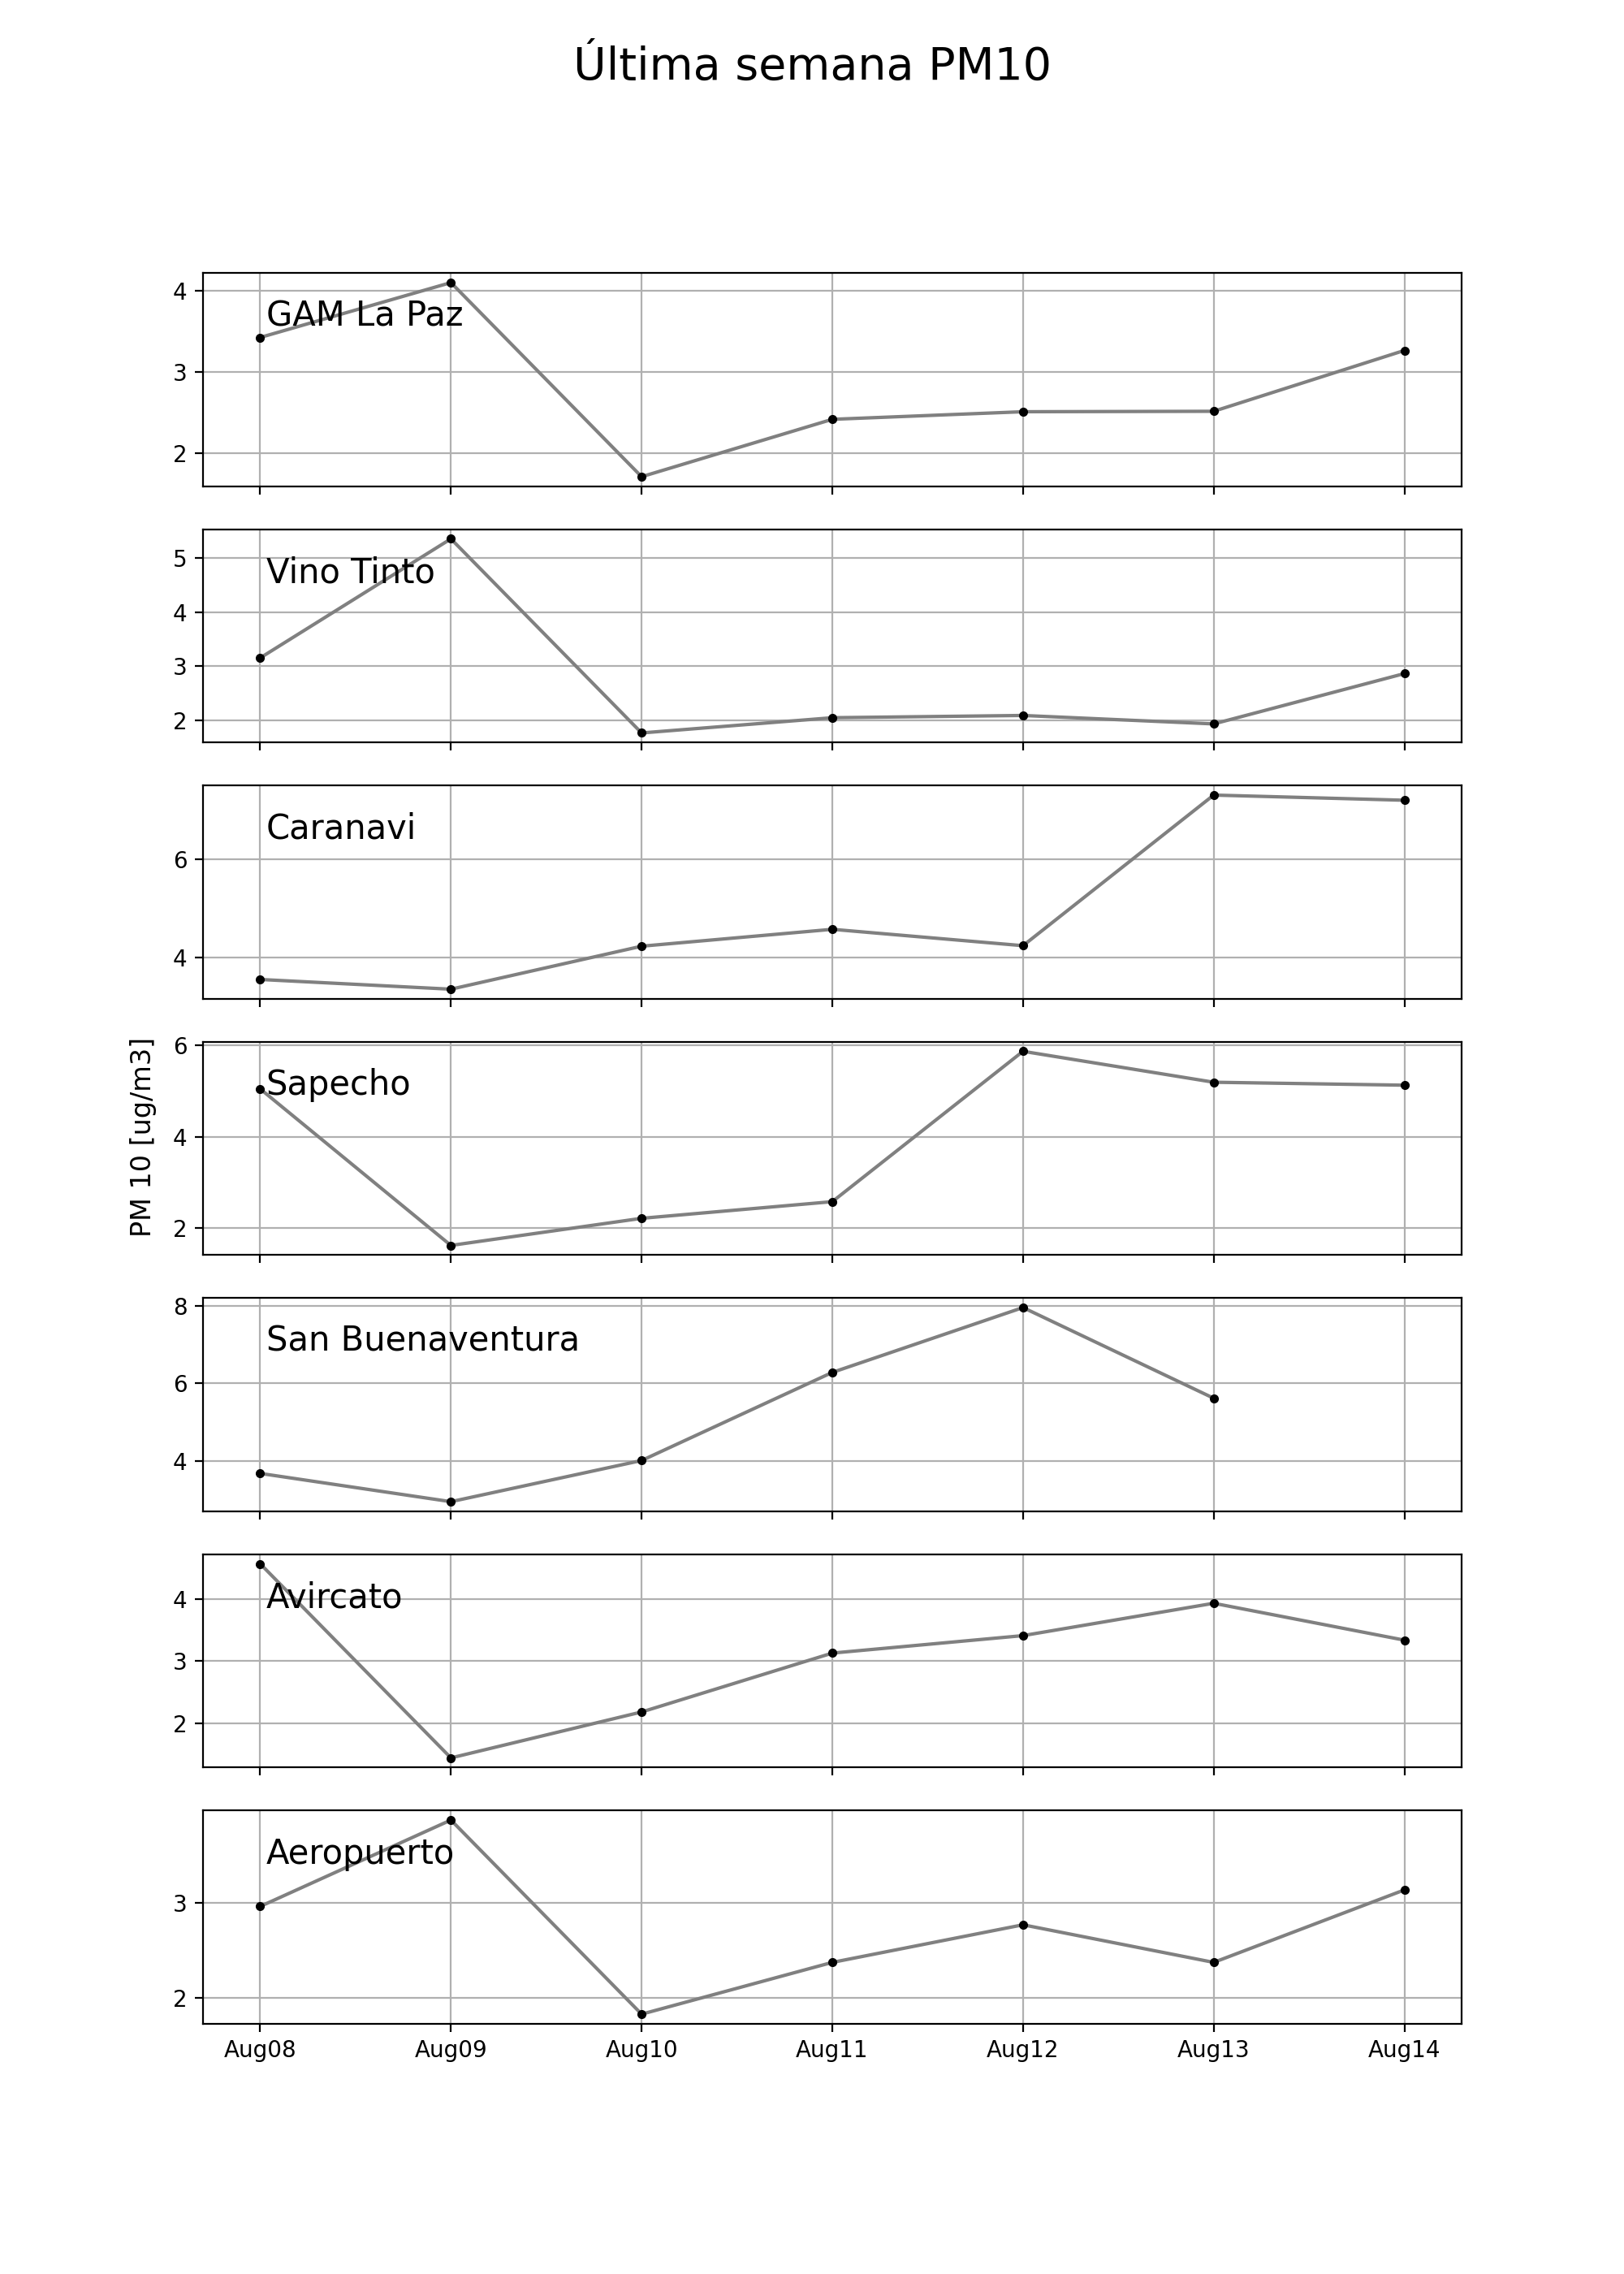 Última semana PM10
4
GAM La Paz
3
2
5
Vino Tinto
4
3
2
Caranavi
6
4
PM 10 [ug/m3]
6
Sapecho
4
2
8
San Buenaventura
6
4
4
Avircato
3
2
Aeropuerto
3
2
Aug08 Aug09 Aug10 Aug11 Aug12 Aug13 Aug14